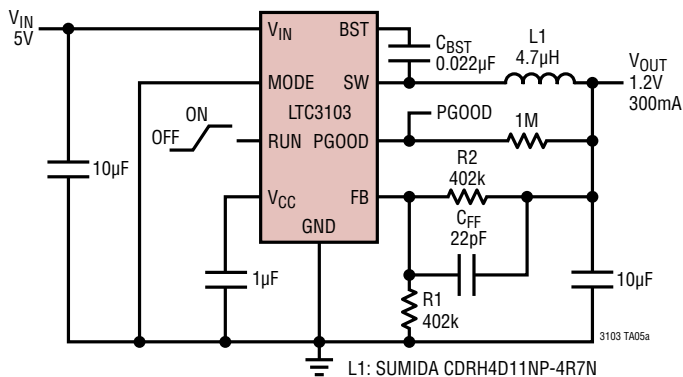 VIN
5V
VIN
BST
CBST
0.022µF
L1
4.7µH
VOUT
1.2V
300mA
MODE
SW
LTC3103
ON
OFF
RUN
PGOOD
PGOOD
1M
R2
402k
10µF
VCC
FB
CFF
22pF
GND
1µF
10µF
R1
402k
3103 TA05a
L1: SUMIDA CDRH4D11NP-4R7N